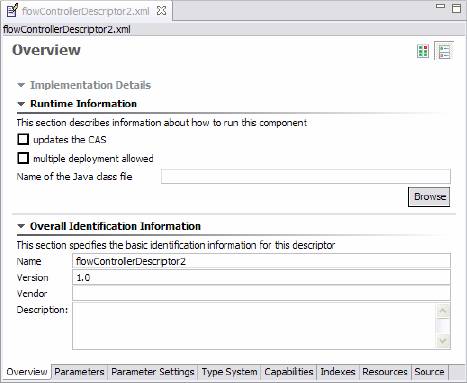 flowControllerDescriptor2.xml
flowControllerDescriptor2.xml
Overview
Implementation Details
Runtime Information
This section describes information about how to run this component
updates the CAS
multiple deployment allowed
Name of the Java class file
Browse
Overall Identification Information
This section specifies the basic identification information for this descriptor
Name flowControllerDescriptor2
Version 1.0
Vendor
Description:
Overview Parameters Parameter Settings Type System Capabilities Indexes Resources Source